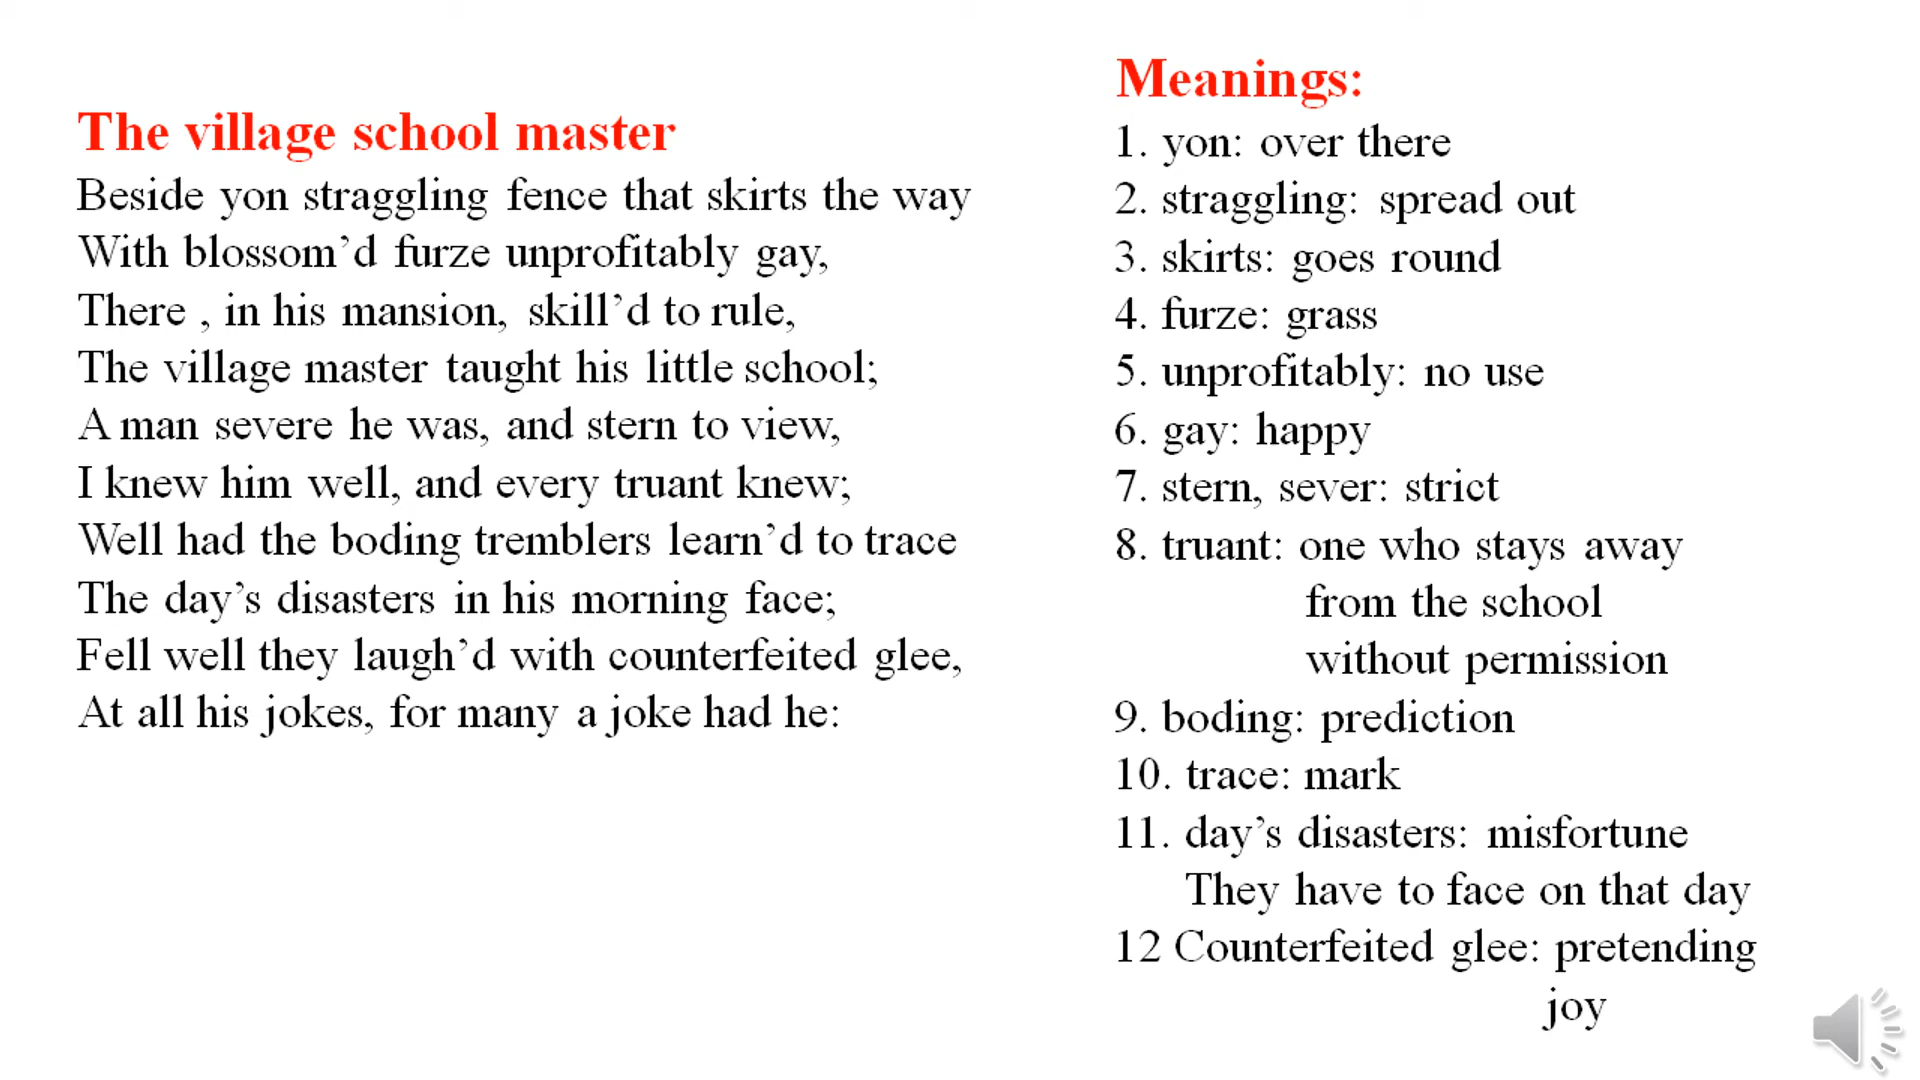 The village school master
Beside yon straggling fence that skirts the way
With blossom’d furze unprofitably gay,
There , in his mansion, skill’d to rule,
The village master taught his little school;
A man severe he was, and stern to view,
I knew him well, and every truant knew;
Well had the boding tremblers learn’d to trace
The day’s disasters in his morning face;
Fell well they laugh’d with counterfeited glee,
At all his jokes, for many a joke had he:
Meanings:
1. yon: over there
2. straggling: spread out
3. skirts: goes round
4. furze: grass
5. unprofitably: no use
6. gay: happy
7. stern, sever: strict
8. truant: one who stays away
from the school
without permission
9. boding: prediction
10. trace: mark
11. day’s disasters: misfortune
They have to face on that day
12 Counterfeited glee: pretending
joy